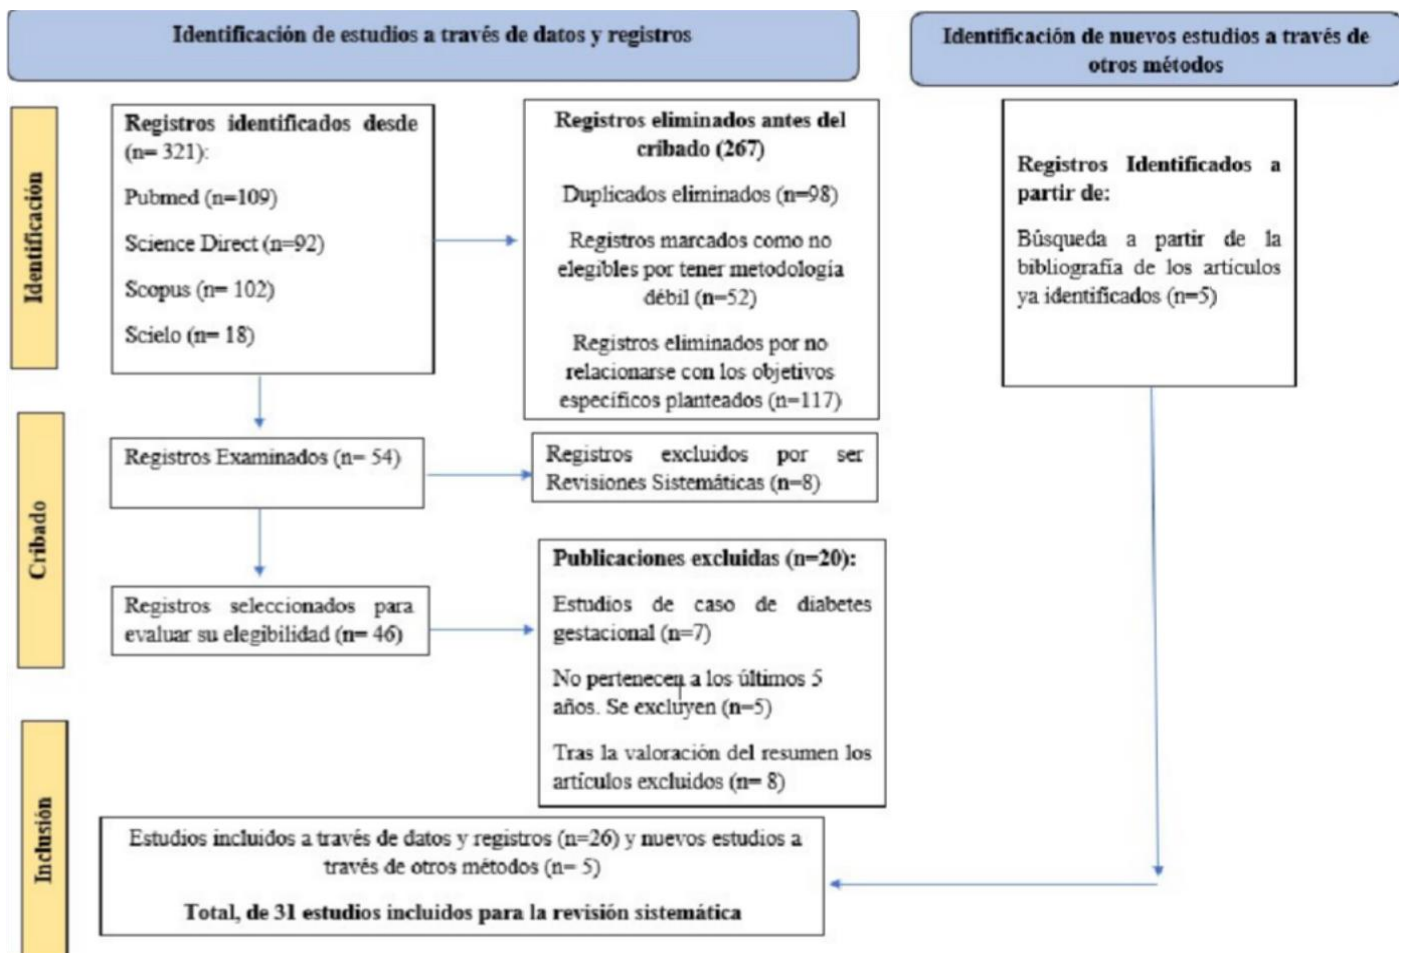 Identificación de estudios a través de datos y registros
Identificación de nuevos estudios a través de
otros métodos
Identificación
Registros identificados desde
(n= 321):
Pubmed (n=109)
Science Direct (n=92)
Scopus (n= 102)
Scielo (n= 18)
Registros eliminados antes del
cribado (267)
Duplicados eliminados (n=98)
Registros marcados como no
elegibles por tener metodología
débil (n=52)
Registros eliminados por no
relacionarse con los objetivos
específicos planteados (n=117)
Registros Identificados a
partir de:
Búsqueda a partir de la
bibliografía de los artículos
ya identificados (n=5)
Cribado
Registros Examinados (n= 54)
Registros excluidos por ser
Revisiones Sistemáticas (n=8)
Registros seleccionados para
evaluar su elegibilidad (n= 46)
Publicaciones excluidas (n=20):
Estudios de caso de diabetes
gestacional (n=7)
No pertenecen a los últimos 5
años. Se excluyen (n=5)
Tras la valoración del resumen los
artículos excluidos (n= 8)
Inclusión
Estudios incluidos a través de datos y registros (n=26) y nuevos estudios a
través de otros métodos (n= 5)
Total, de 31 estudios incluidos para la revisión sistemática